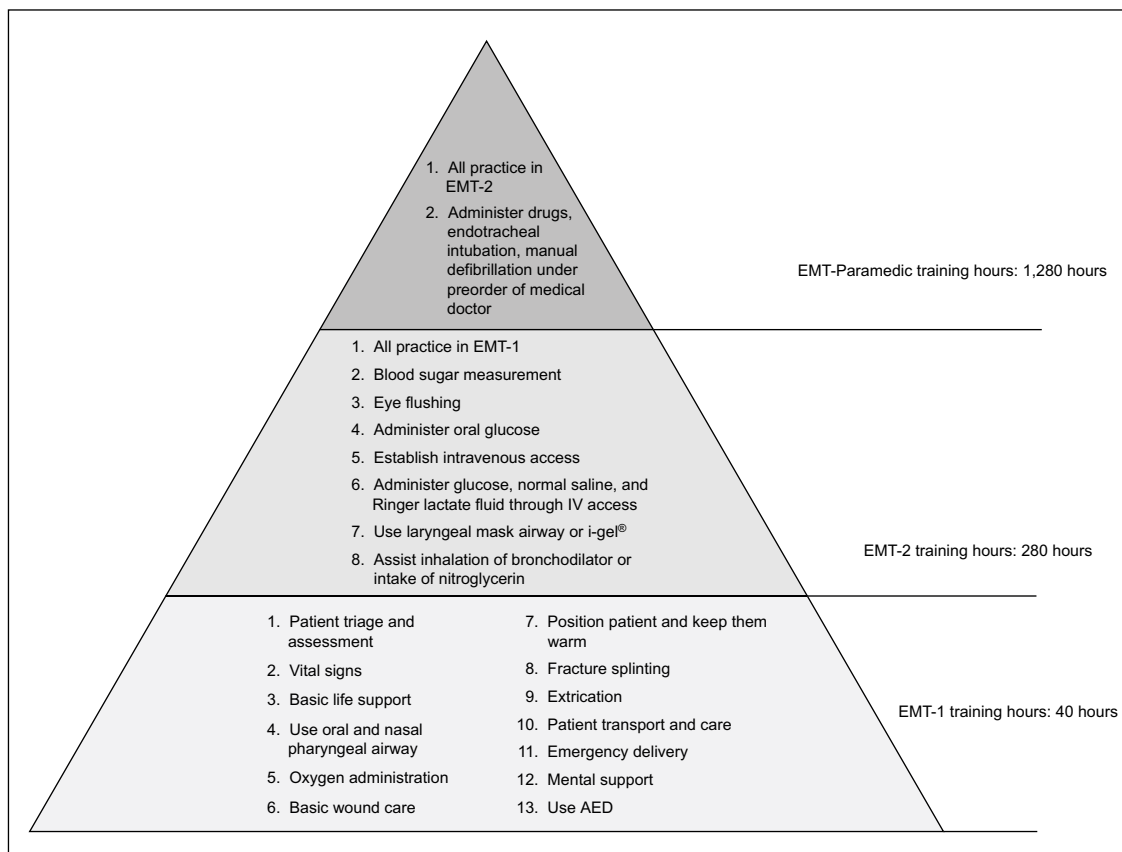 1. All practice in
EMT-2
2. Administer drugs,
endotracheal
intubation, manual
defibrillation under
preorder of medical
doctor
EMT-Paramedic training hours: 1,280 hours
1. All practice in EMT-1
2. Blood sugar measurement
3. Eye flushing
4. Administer oral glucose
5. Establish intravenous access
6. Administer glucose, normal saline, and
Ringer lactate fluid through IV access
7. Use laryngeal mask airway or i-gel®
8. Assist inhalation of bronchodilator or
intake of nitroglycerin
EMT-2 training hours: 280 hours
1. Patient triage and
assessment
2. Vital signs
3. Basic life support
4. Use oral and nasal
pharyngeal airway
5. Oxygen administration
6. Basic wound care
7. Position patient and keep them
warm
8. Fracture splinting
9. Extrication
10. Patient transport and care
11. Emergency delivery
12. Mental support
13. Use AED
EMT-1 training hours: 40 hours